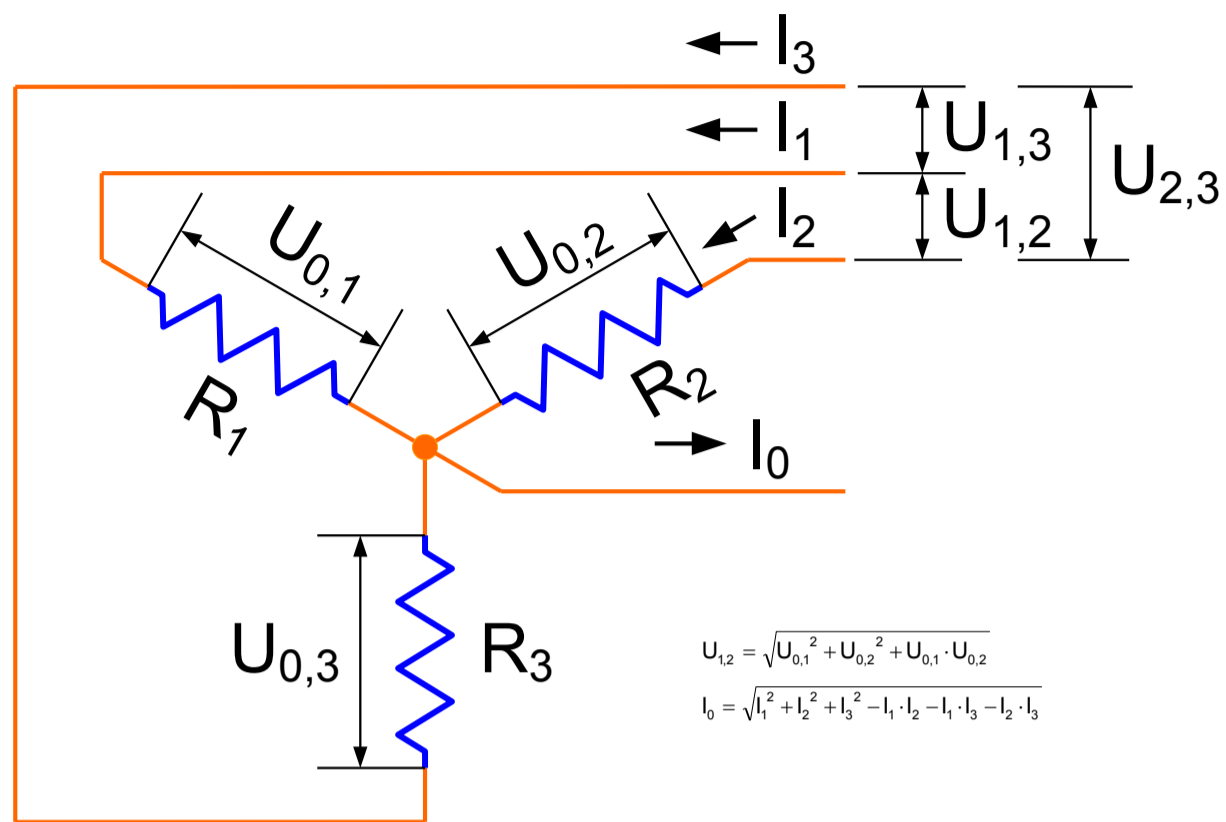 I₃
I₁
U₁,₃
U₂,₃
I₂
U₁,₂
U₀,₁
U₀,₂
R₁
R₂
I₀
U₀,₃
R₃
U₁,₂ = √(U₀,₁² + U₀,₂² + U₀,₁ · U₀,₂)
I₀ = √(I₁² + I₂² + I₃² − I₁ · I₂ − I₁ · I₃ − I₂ · I₃)